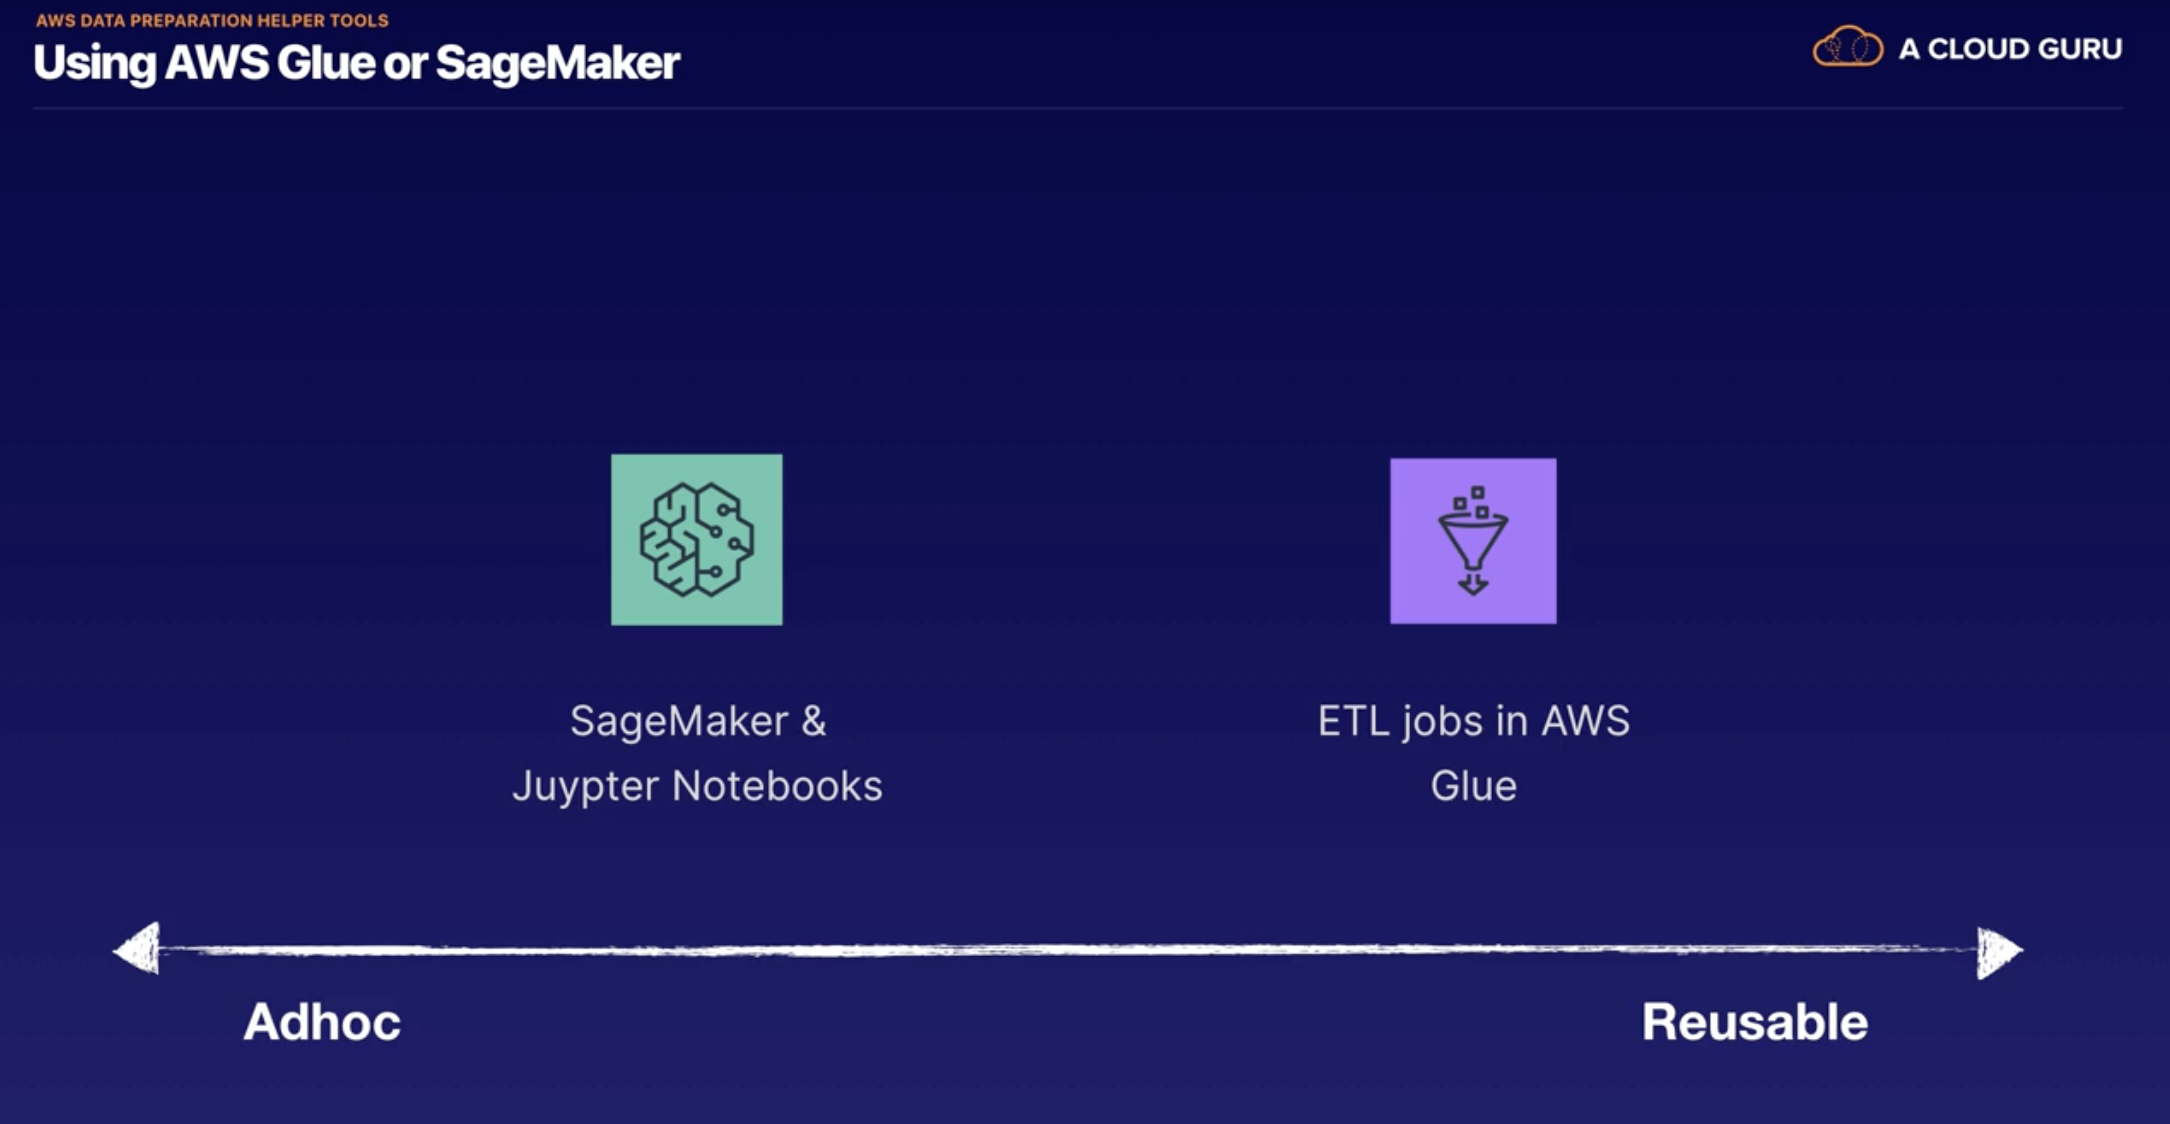 AWS DATA PREPARATION HELPER TOOLS
Using AWS Glue or SageMaker
A CLOUD GURU
SageMaker &
Juypter Notebooks
ETL jobs in AWS
Glue
Adhoc
Reusable